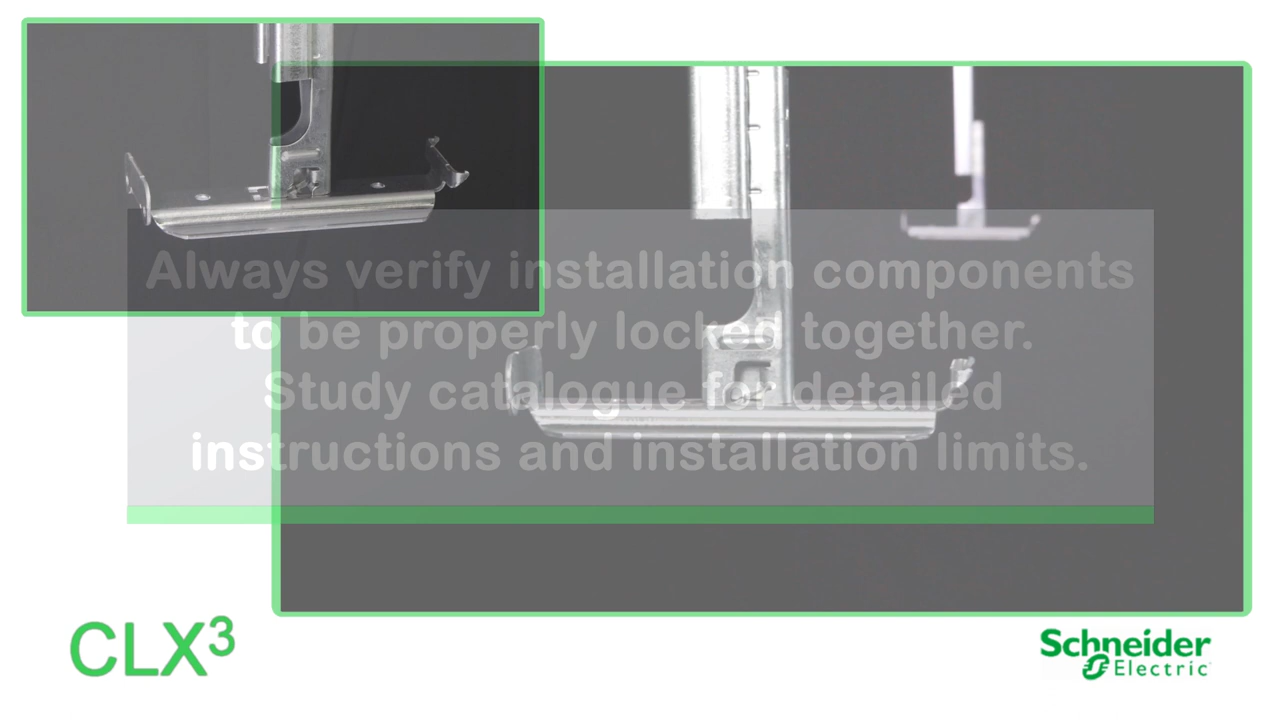 Always verify installation components
to be properly locked together.
Study catalogue for detailed
instructions and installation limits.
CLX³
Schneider
Electric